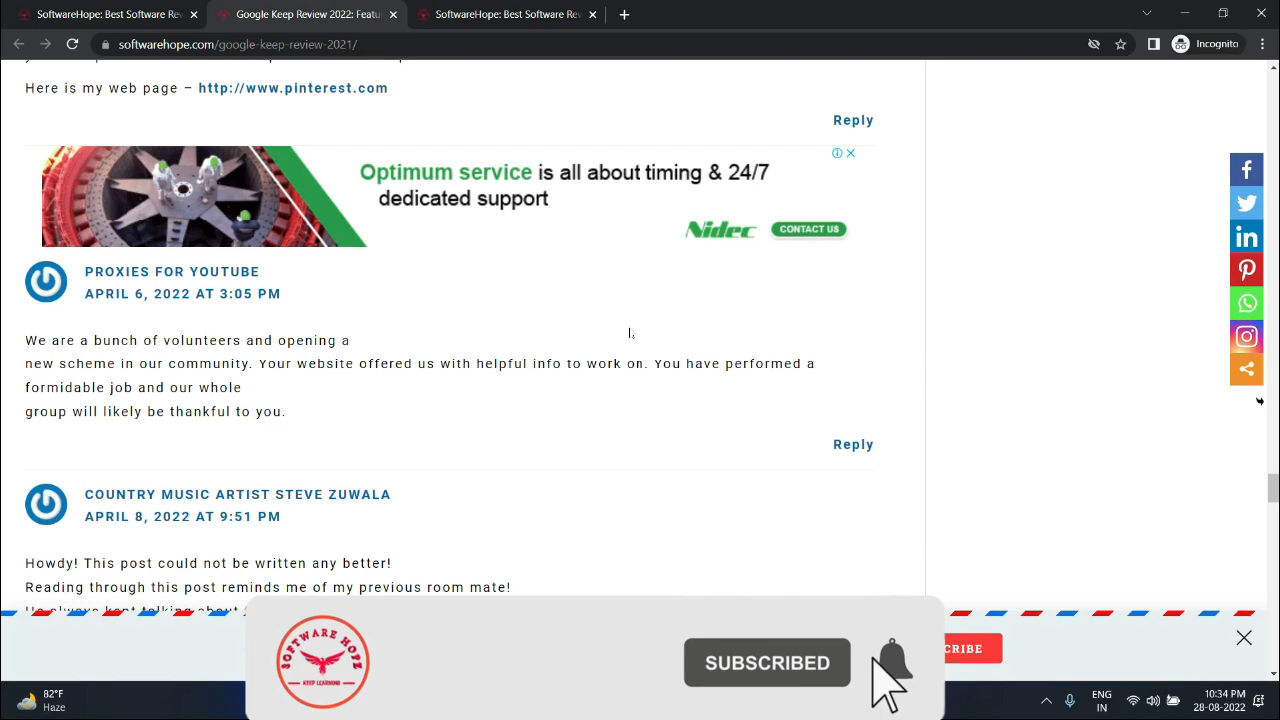 SoftwareHope: Best Software Rev
Google Keep Review 2022: Featu
SoftwareHope: Best Software Rev
softwarehope.com/google-keep-review-2021/
Incognito
Here is my web page – http://www.pinterest.com
Reply
Optimum service is all about timing & 24/7
dedicated support
Nidec
CONTACT US
PROXIES FOR YOUTUBE
APRIL 6, 2022 AT 3:05 PM
We are a bunch of volunteers and opening a
new scheme in our community. Your website offered us with helpful info to work on. You have performed a
formidable job and our whole
group will likely be thankful to you.
Reply
COUNTRY MUSIC ARTIST STEVE ZUWALA
APRIL 8, 2022 AT 9:51 PM
Howdy! This post could not be written any better!
Reading through this post reminds me of my previous room mate!
He always kept talking about
SOFTWARE HOPE
KEEP LEARNING
SUBSCRIBED
CRIBE
82°F
Haze
ENG
IN
10:34 PM
28-08-2022